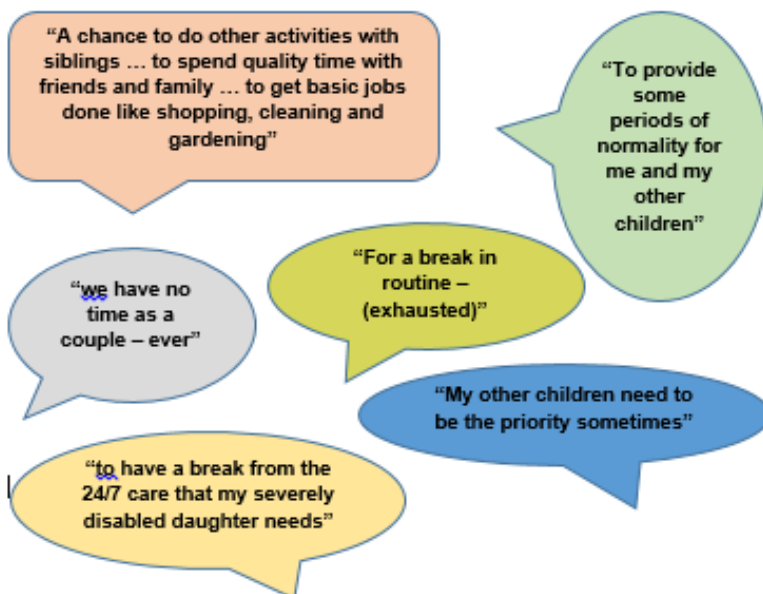 “A chance to do other activities with
siblings … to spend quality time with
friends and family … to get basic jobs
done like shopping, cleaning and
gardening”
“To provide
some
periods of
normality for
me and my
other
children”
“For a break in
routine –
(exhausted)”
“we have no
time as a
couple – ever”
“My other children need to
be the priority sometimes”
“to have a break from the
24/7 care that my severely
disabled daughter needs”